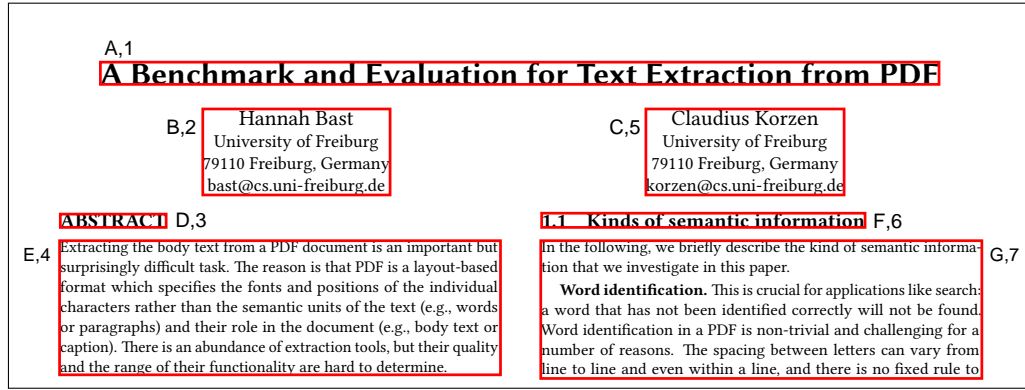 A,1
A Benchmark and Evaluation for Text Extraction from PDF
B,2
Hannah Bast
University of Freiburg
79110 Freiburg, Germany
bast@cs.uni-freiburg.de
C,5
Claudius Korzen
University of Freiburg
79110 Freiburg, Germany
korzen@cs.uni-freiburg.de
ABSTRACT
D,3
E,4
Extracting the body text from a PDF document is an important but
surprisingly difficult task. The reason is that PDF is a layout-based
format which specifies the fonts and positions of the individual
characters rather than the semantic units of the text (e.g., words
or paragraphs) and their role in the document (e.g., body text or
caption). There is an abundance of extraction tools, but their quality
and the range of their functionality are hard to determine.
1.1 Kinds of semantic information
F,6
In the following, we briefly describe the kind of semantic informa-
tion that we investigate in this paper.
G,7
Word identification. This is crucial for applications like search:
a word that has not been identified correctly will not be found.
Word identification in a PDF is non-trivial and challenging for a
number of reasons. The spacing between letters can vary from
line to line and even within a line, and there is no fixed rule to